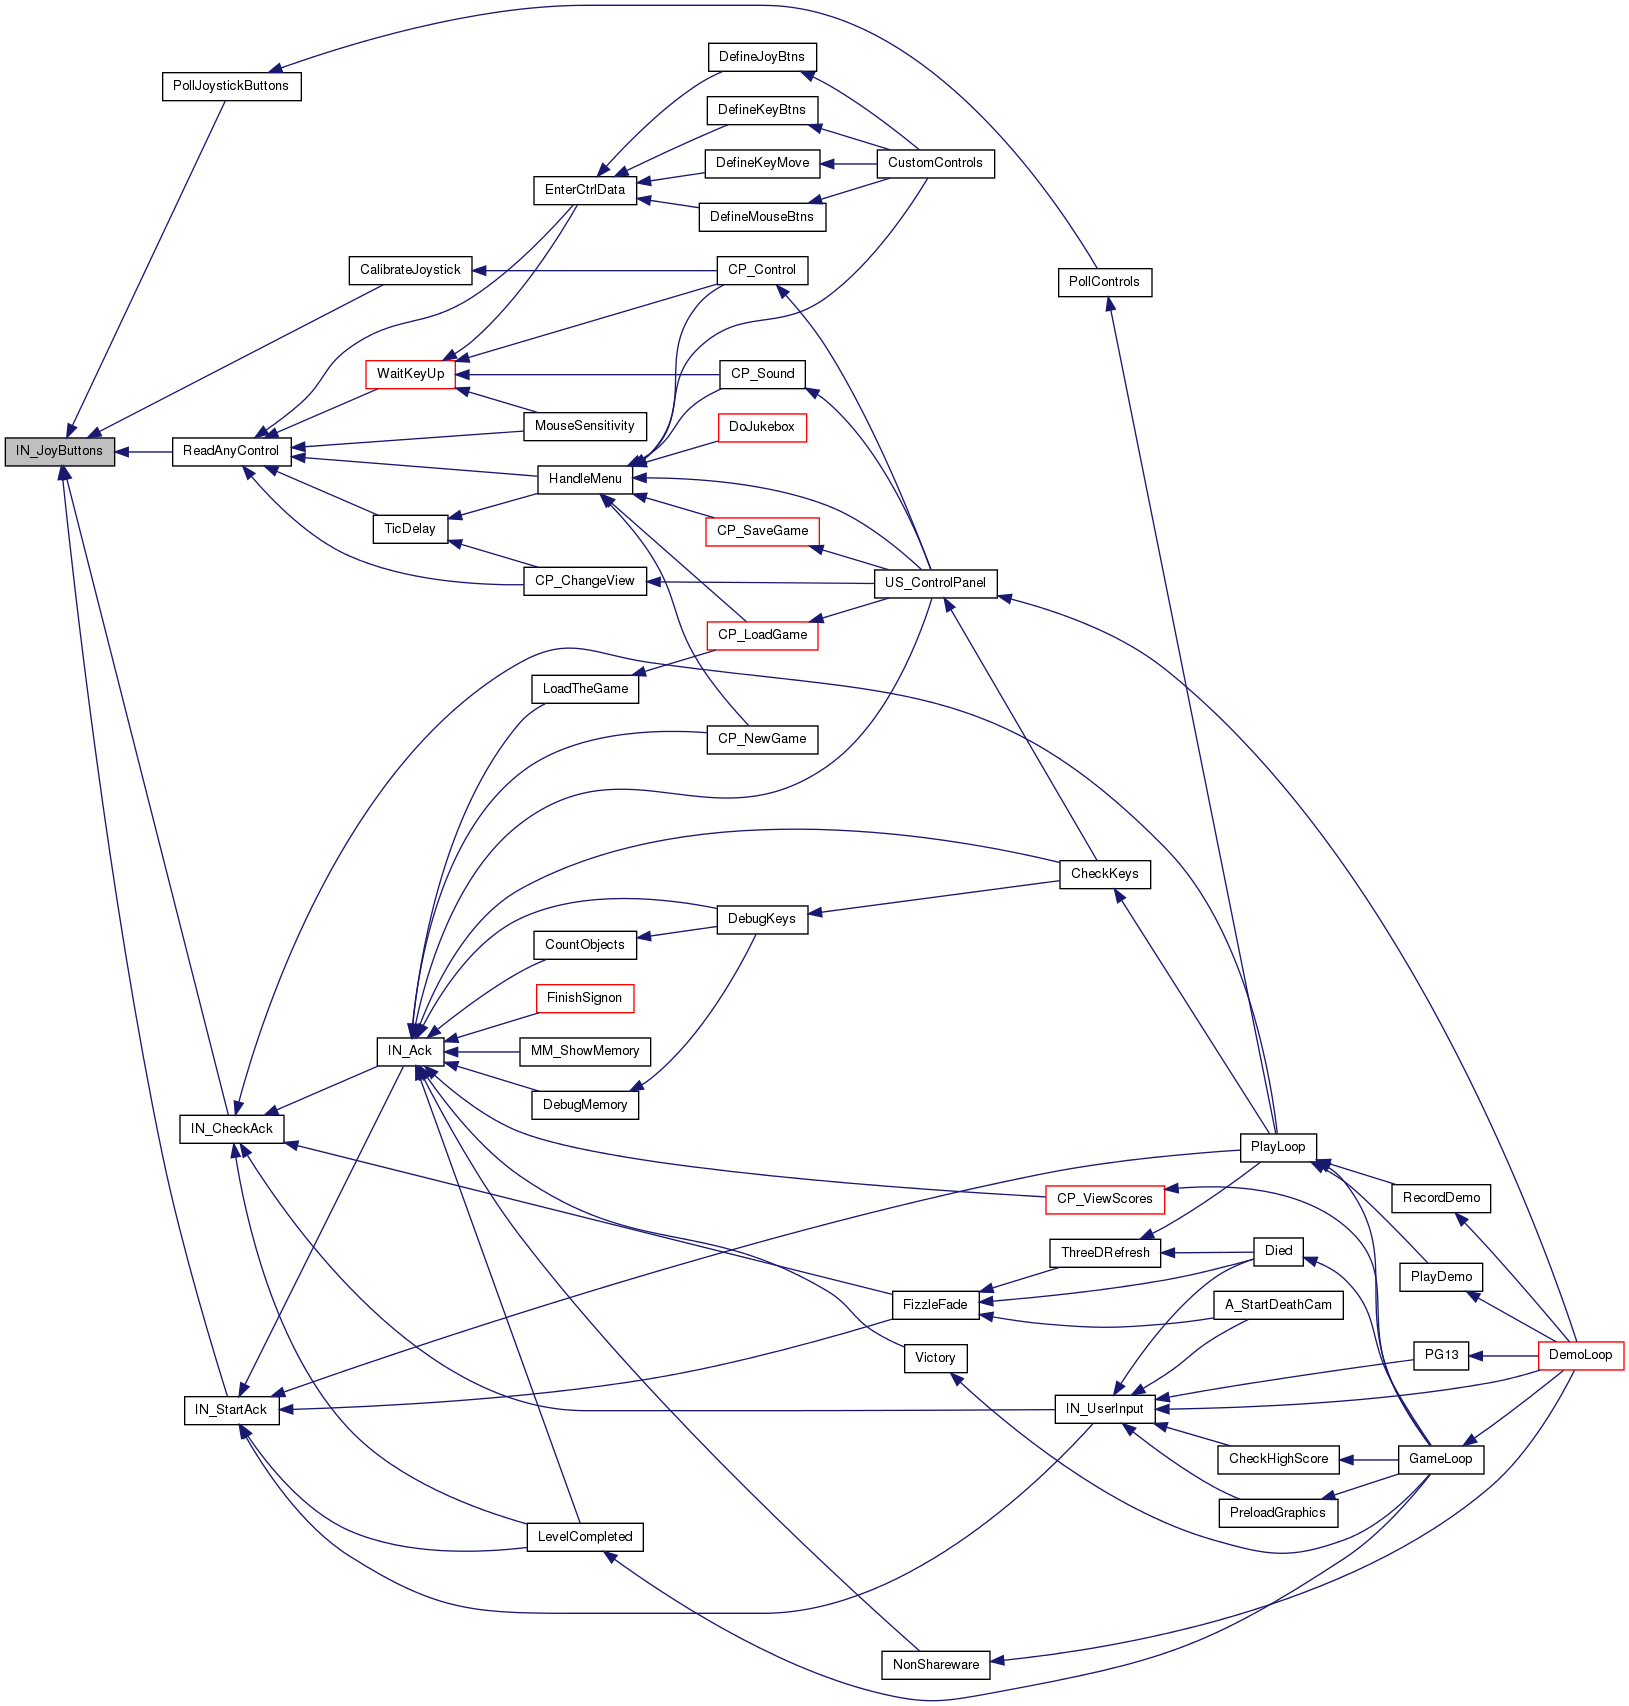 DefineJoyBtns
PollJoystickButtons
DefineKeyBtns
DefineKeyMove
CustomControls
EnterCtrlData
DefineMouseBtns
CalibrateJoystick
CP_Control
PollControls
WaitKeyUp
CP_Sound
MouseSensitivity
DoJukebox
IN_JoyButtons
ReadAnyControl
HandleMenu
TicDelay
CP_SaveGame
CP_ChangeView
US_ControlPanel
CP_LoadGame
LoadTheGame
CP_NewGame
CheckKeys
DebugKeys
CountObjects
FinishSignon
IN_Ack
MM_ShowMemory
DebugMemory
IN_CheckAck
PlayLoop
CP_ViewScores
RecordDemo
ThreeDRefresh
Died
PlayDemo
FizzleFade
A_StartDeathCam
Victory
PG13
DemoLoop
IN_StartAck
IN_UserInput
CheckHighScore
GameLoop
PreloadGraphics
LevelCompleted
NonShareware